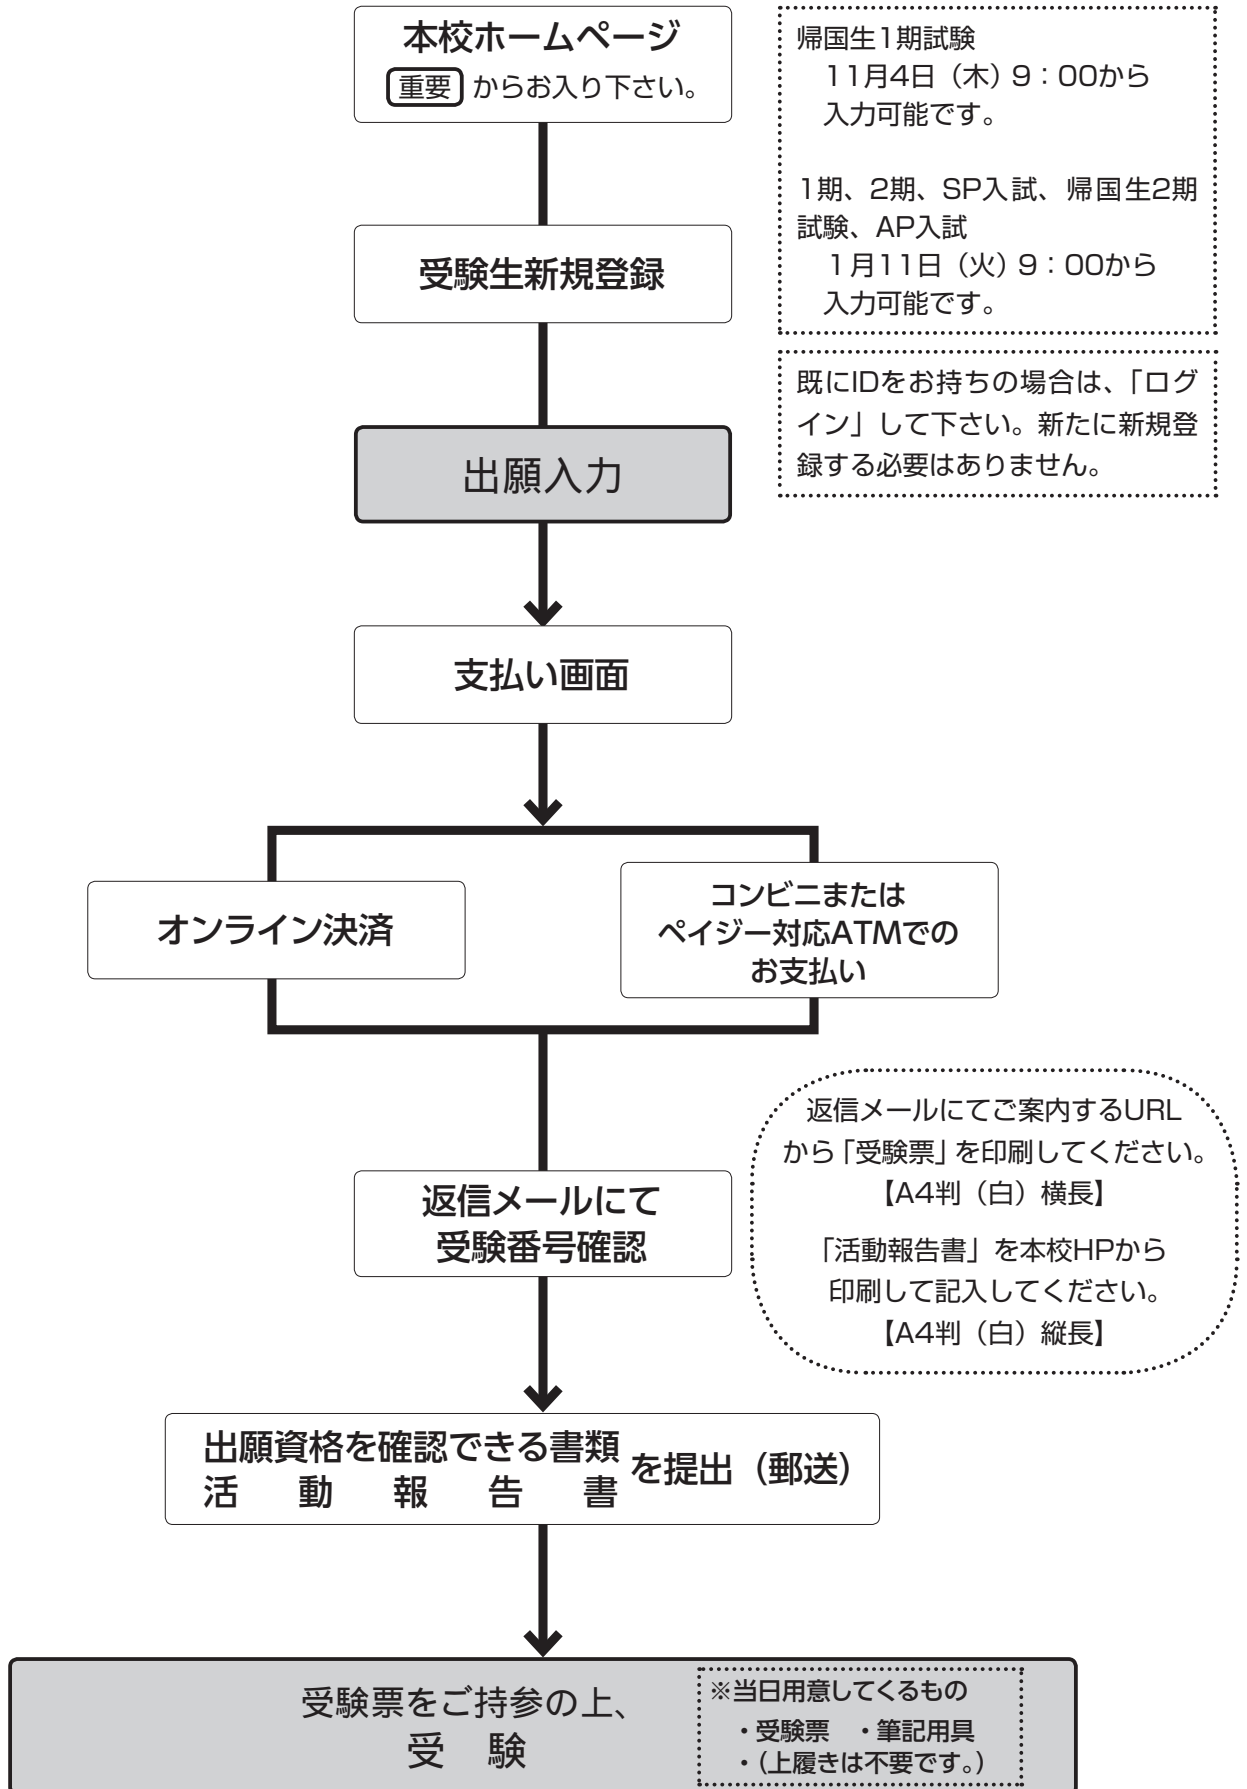 本校ホームページ
重要 からお入り下さい。
帰国生1期試験
11月4日（木）9：00から
入力可能です。
1期、2期、SP入試、帰国生2期
試験、AP入試
1月11日（火）9：00から
入力可能です。
受験生新規登録
既にIDをお持ちの場合は、「ログ
イン」して下さい。新たに新規登
録する必要はありません。
出願入力
支払い画面
オンライン決済
コンビニまたは
ペイジー対応ATMでの
お支払い
返信メールにて
受験番号確認
返信メールにてご案内するURL
から「受験票」を印刷してください。
【A4判（白）横長】
「活動報告書」を本校HPから
印刷して記入してください。
【A4判（白）縦長】
出願資格を確認できる書類
活動報告書
を提出（郵送）
受験票をご持参の上、
受　験
※当日用意してくるもの
・受験票　・筆記用具
・（上履きは不要です。）